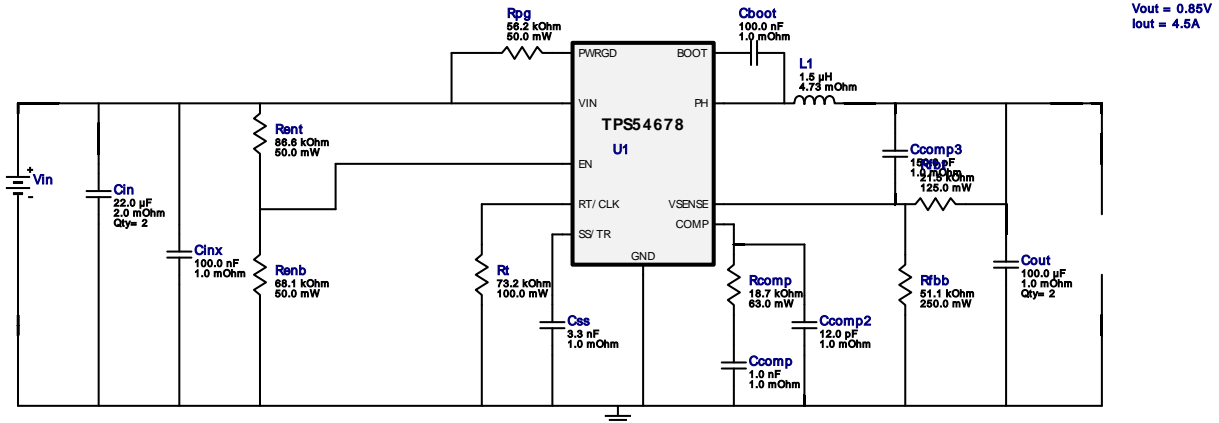 Vout = 0.85V
Iout = 4.5A
Rpg
56.2 kOhm
50.0 mW
Cboot
100.0 nF
1.0 mOhm
L1
1.5 µH
4.73 mOhm
PWRGD
BOOT
VIN
PH
TPS54678
U1
EN
RT/ CLK
VSENSE
SS/ TR
COMP
GND
Rent
86.6 kOhm
50.0 mW
Vin
+
-
Cin
22.0 µF
2.0 mOhm
Qty= 2
Cinx
100.0 nF
1.0 mOhm
Renb
68.1 kOhm
50.0 mW
Rt
73.2 kOhm
100.0 mW
Css
3.3 nF
1.0 mOhm
Rcomp
18.7 kOhm
63.0 mW
Ccomp2
12.0 pF
1.0 mOhm
Ccomp
1.0 nF
1.0 mOhm
Ccomp3
1.0 mOhm
125.0 mW
Rfbb
51.1 kOhm
250.0 mW
Cout
100.0 µF
1.0 mOhm
Qty= 2